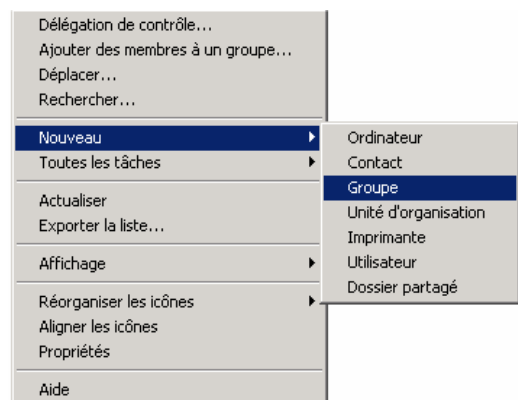 Délégation de contrôle...
Ajouter des membres à un groupe...
Déplacer...
Rechercher...
Nouveau
Toutes les tâches
Actualiser
Exporter la liste...
Affichage
Réorganiser les icônes
Aligner les icônes
Propriétés
Aide
Ordinateur
Contact
Groupe
Unité d'organisation
Imprimante
Utilisateur
Dossier partagé